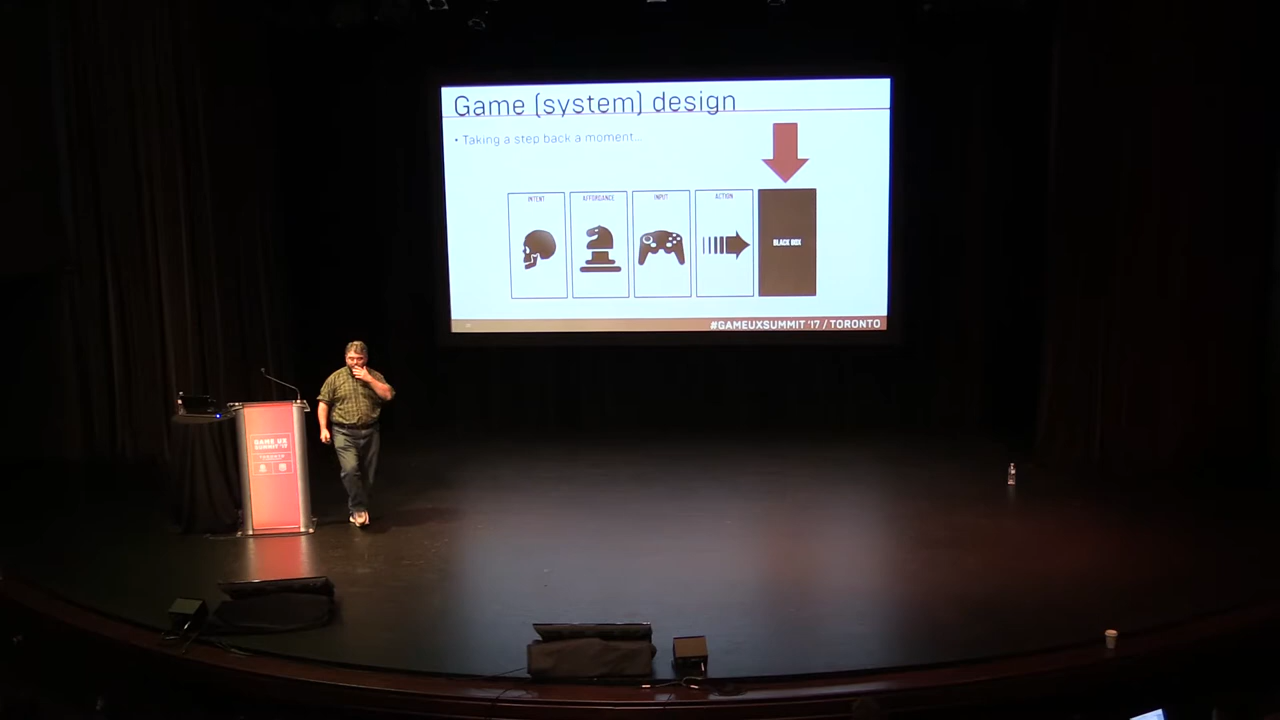 Game (system) design
• Taking a step back a moment...
INTENT
AFFORDANCE
INPUT
ACTION
BLACK BOX
#GAMEUXSUMMIT '17 / TORONTO
GAME UX
SUMMIT '17
TORONTO